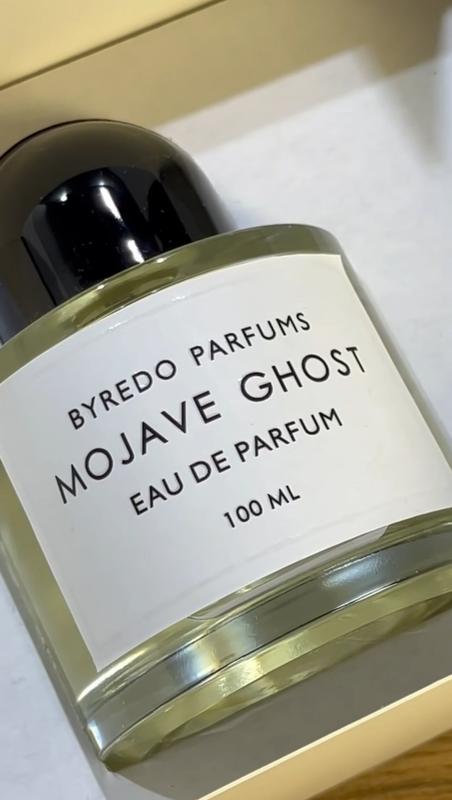 BYREDO PARFUMS
MOJAVE GHOST
EAU DE PARFUM
100 ML